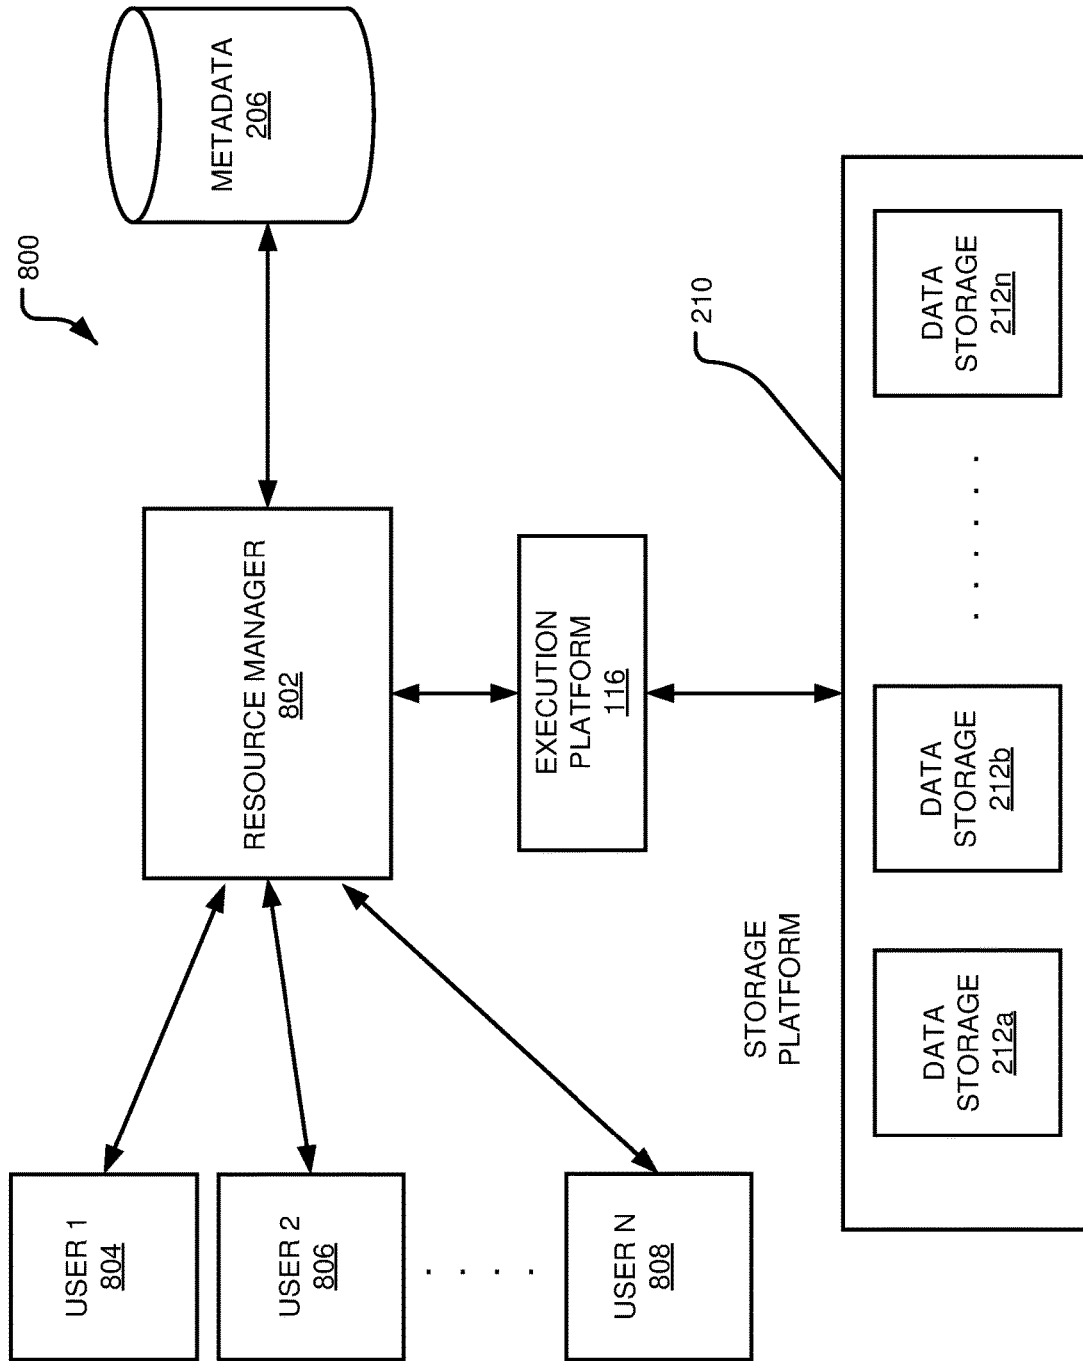 800
USER 1
804
USER 2
806
. . . .
USER N
808
RESOURCE MANAGER
802
METADATA
206
EXECUTION
PLATFORM
116
STORAGE
PLATFORM
210
DATA
STORAGE
212a
DATA
STORAGE
212b
. . . . . .
DATA
STORAGE
212n